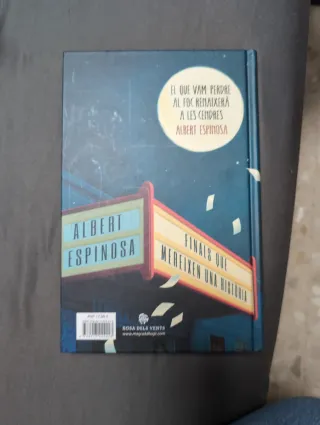 EL QUE VAM PERDRE
AL FOC RENAIXERÀ
A LES CENDRES
ALBERT ESPINOSA
ALBERT
ESPINOSA
FINALS QUE
MEREIXEN UNA HISTÒRIA
ROSA DELS VENTS